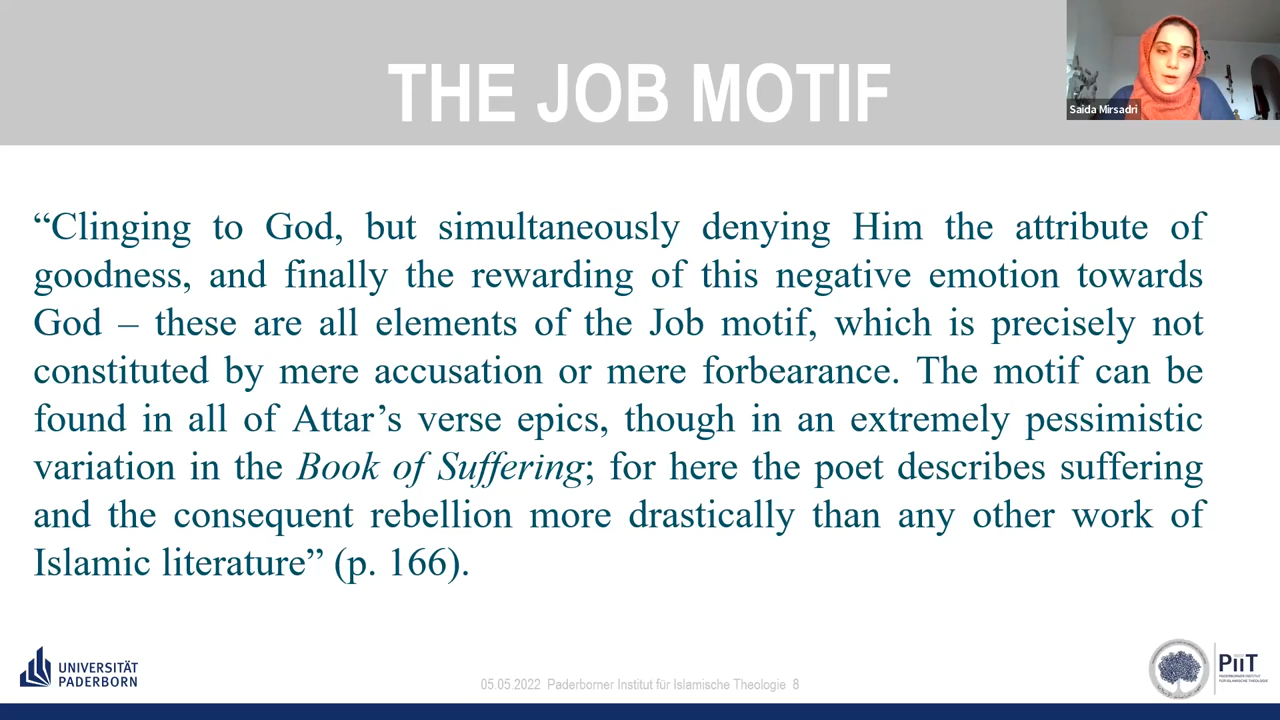 THE JOB MOTIF
Saida Mirsadri
“Clinging to God, but simultaneously denying Him the attribute of
goodness, and finally the rewarding of this negative emotion towards
God – these are all elements of the Job motif, which is precisely not
constituted by mere accusation or mere forbearance. The motif can be
found in all of Attar’s verse epics, though in an extremely pessimistic
variation in the Book of Suffering; for here the poet describes suffering
and the consequent rebellion more drastically than any other work of
Islamic literature” (p. 166).
UNIVERSITÄT
PADERBORN
05.05.2022 Paderborner Institut für Islamische Theologie 8
PiiT
PADERBORNER INSTITUT
FÜR ISLAMISCHE THEOLOGIE